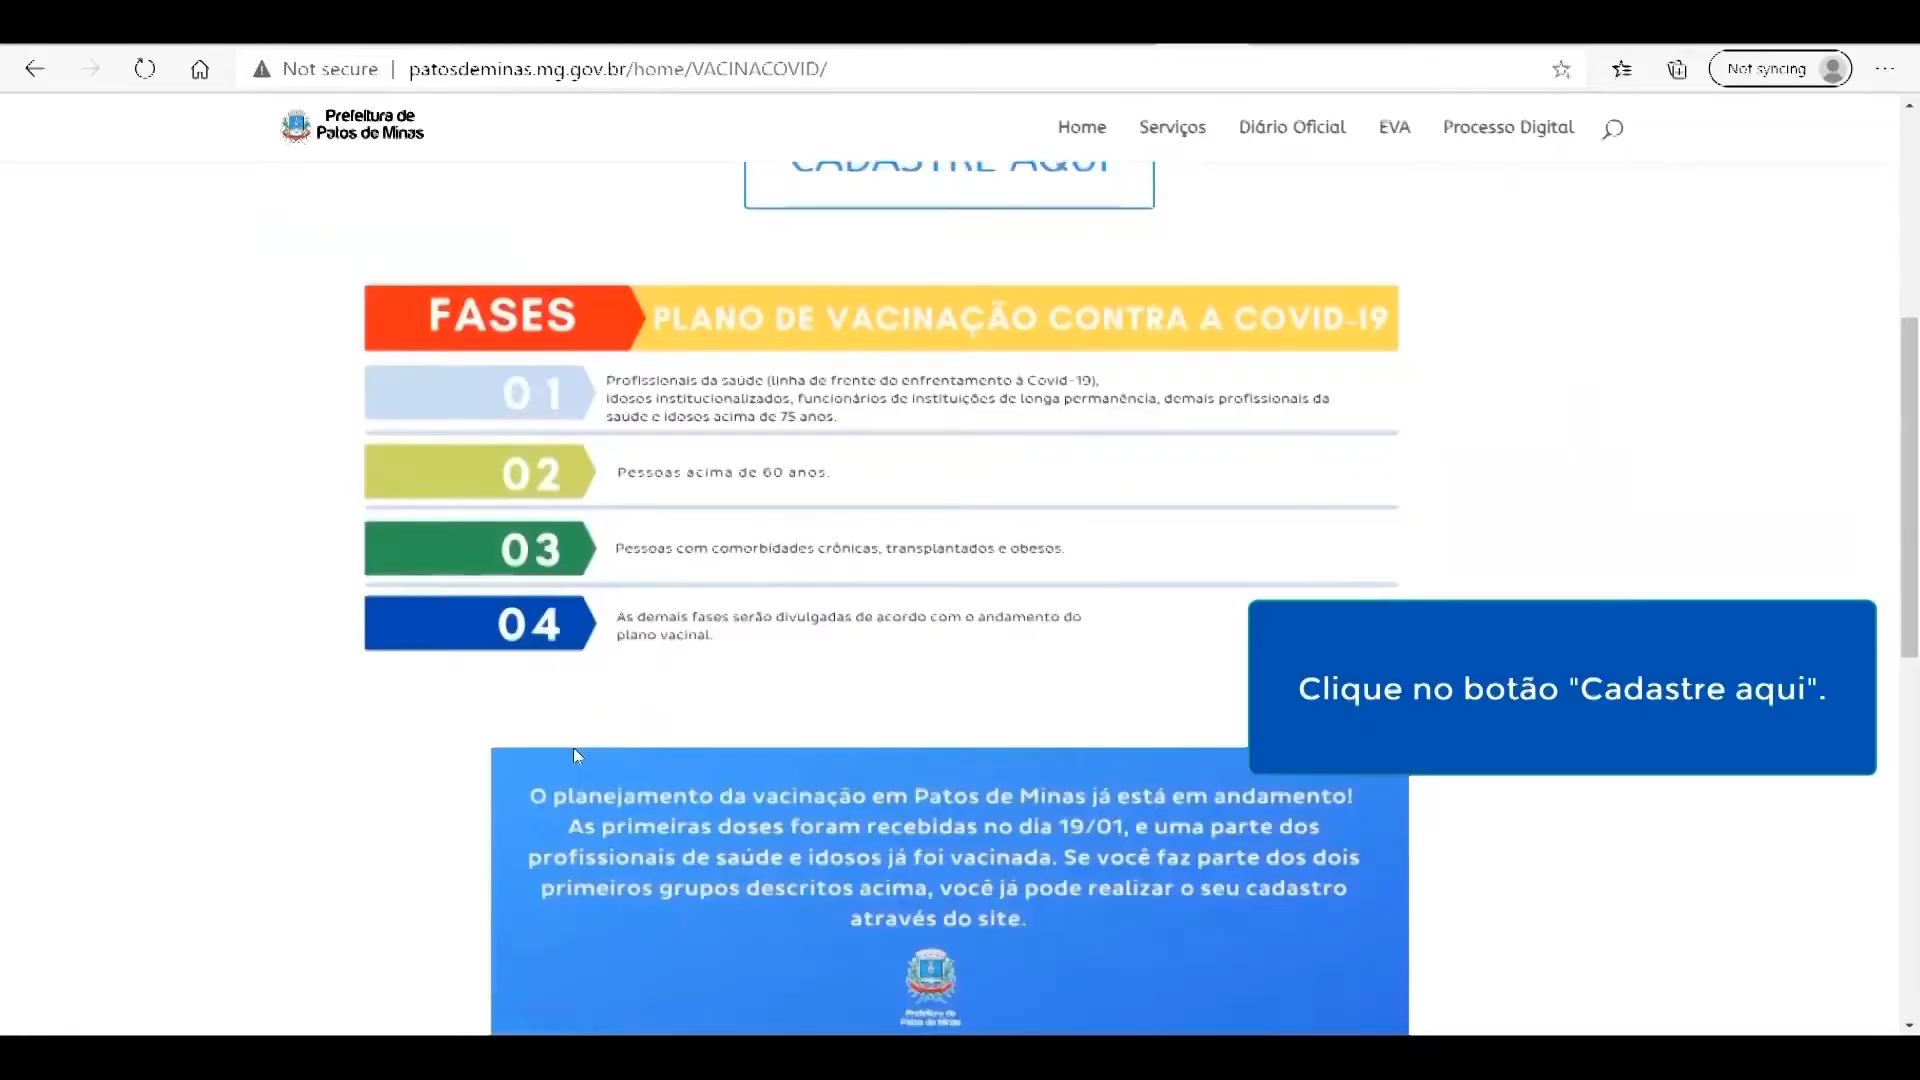 Not secure | patosdeminas.mg.gov.br/home/VACINACOVID/
Not syncing
Prefeitura de
Patos de Minas
Home Serviços Diário Oficial EVA Processo Digital
CADASTRE AQUI
FASES PLANO DE VACINAÇÃO CONTRA A COVID-19
01
Profissionais da saúde (linha de frente do enfrentamento à Covid-19),
idosos institucionalizados, funcionários de instituições de longa permanência, demais profissionais da
saúde e idosos acima de 75 anos.
02 Pessoas acima de 60 anos.
03 Pessoas com comorbidades crônicas, transplantados e obesos.
04
As demais fases serão divulgadas de acordo com o andamento do
plano vacinal.
Clique no botão "Cadastre aqui".
O planejamento da vacinação em Patos de Minas já está em andamento!
As primeiras doses foram recebidas no dia 19/01, e uma parte dos
profissionais de saúde e idosos já foi vacinada. Se você faz parte dos dois
primeiros grupos descritos acima, você já pode realizar o seu cadastro
através do site.
Prefeitura de
Patos de Minas